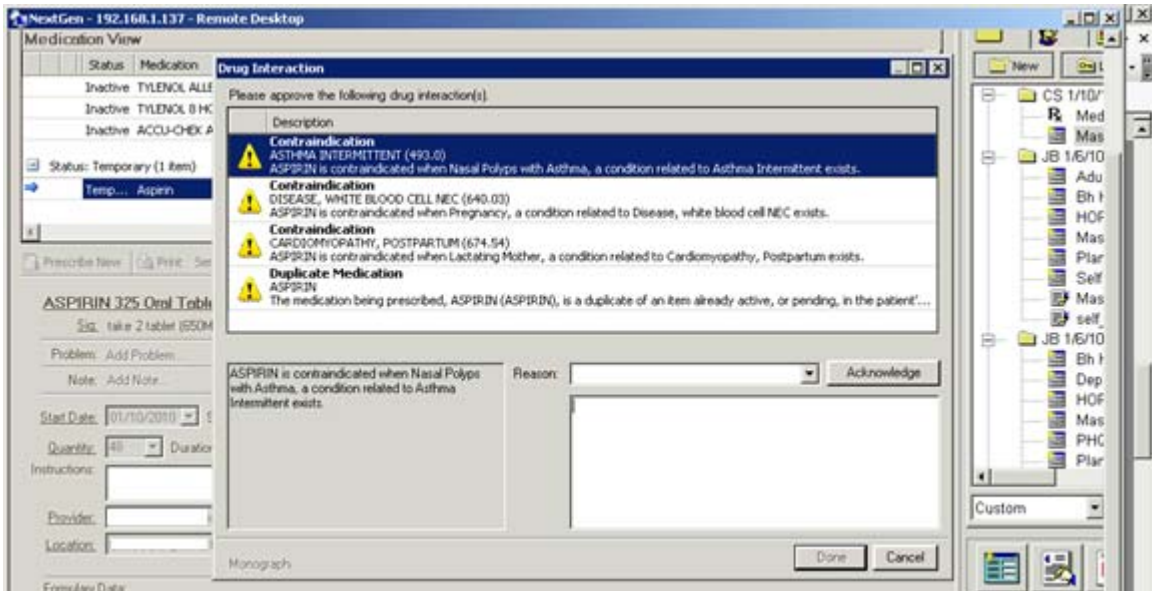 NextGen - 192.168.1.137 - Remote Desktop
Medication View
Status Medication
Inactive TYLENOL ALLE
Inactive TYLENOL 8 HC
Inactive ACCU-CHEK A
Status: Temporary (1 item)
Temp... Aspirin
Prescribe New Print Sen
ASPIRIN 325 Oral Table
Sig: take 2 tablet (650M
Problem: Add Problem...
Note: Add Note...
Start Date: 01/10/2010
Quantity: 40 Duration
Instructions:
Provider:
Location:
Formulary Data:
Drug Interaction
Please approve the following drug interaction(s).
Description
Contraindication
ASTHMA INTERMITTENT (493.0)
ASPIRIN is contraindicated when Nasal Polyps with Asthma, a condition related to Asthma Intermittent exists.
Contraindication
DISEASE, WHITE BLOOD CELL NEC (640.03)
ASPIRIN is contraindicated when Pregnancy, a condition related to Disease, white blood cell NEC exists.
Contraindication
CARDIOMYOPATHY, POSTPARTUM (674.54)
ASPIRIN is contraindicated when Lactating Mother, a condition related to Cardiomyopathy, Postpartum exists.
Duplicate Medication
ASPIRIN
The medication being prescribed, ASPIRIN (ASPIRIN), is a duplicate of an item already active, or pending, in the patient'...
ASPIRIN is contraindicated when Nasal Polyps
with Asthma, a condition related to Asthma
Intermittent exists.
Reason:
Acknowledge
Monograph
Done Cancel
New
CS 1/10/
Med
Mas
JB 1/6/10
Adu
Bh H
HOF
Mas
Plar
Self
Mas
self_
JB 1/6/10
Bh H
Dep
HOF
Mas
PHC
Plar
Custom